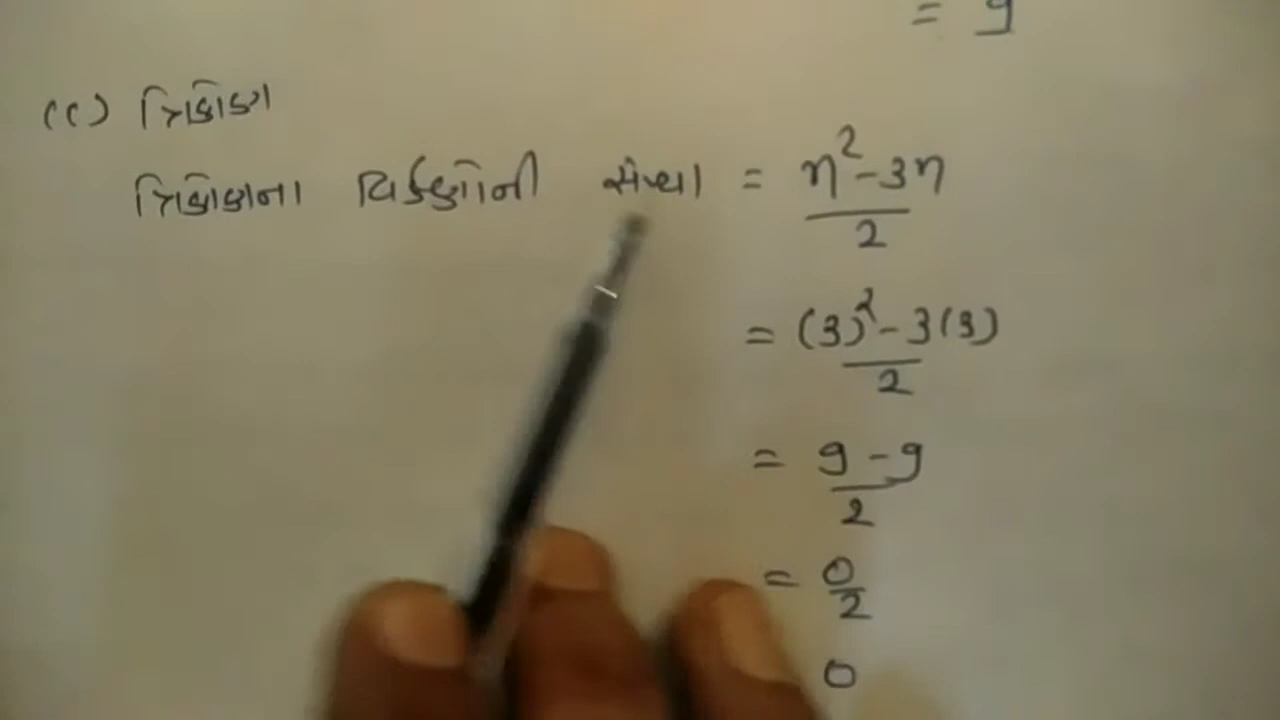 = 9
(c) ત્રિકોણ
ત્રિકોણના વિકર્ણોની સંખ્યા = n²-3n/2
= (3)²-3(3)/2
= 9-9/2
= 0/2
0